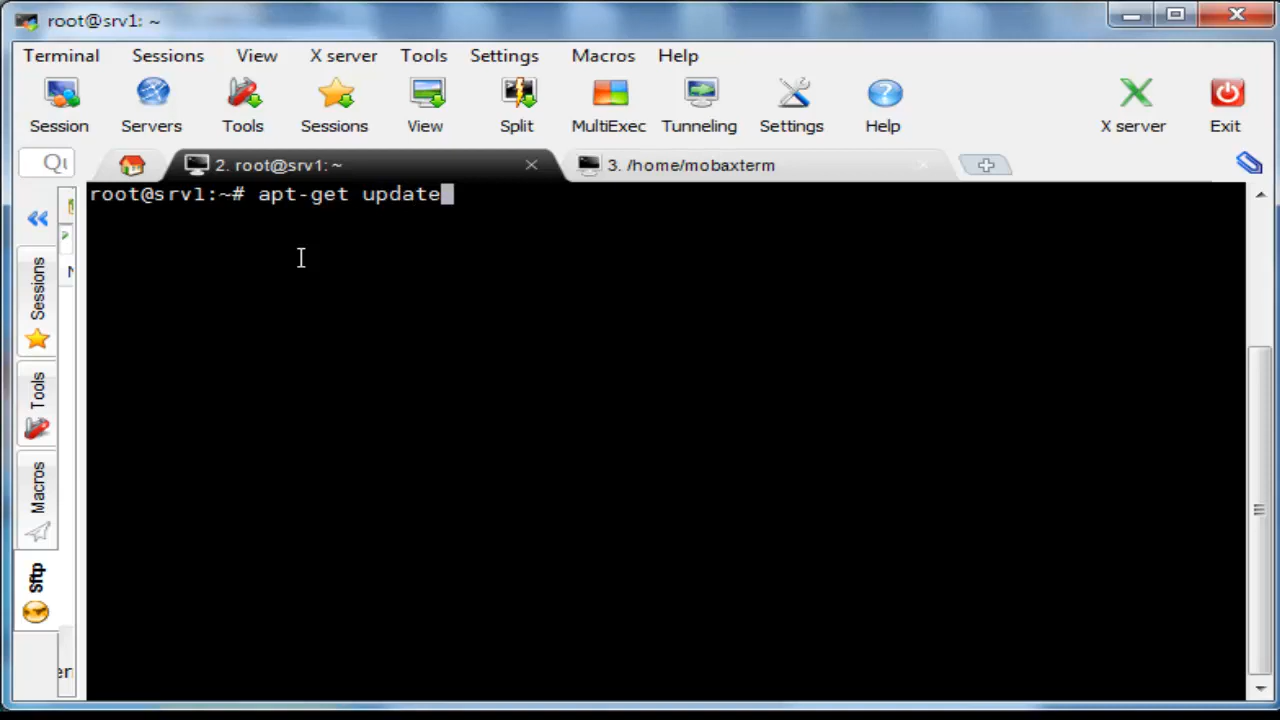 root@srv1: ~
Terminal Sessions View X server Tools Settings Macros Help
Session Servers Tools Sessions View Split MultiExec Tunneling Settings Help X server Exit
2. root@srv1: ~ 3. /home/mobaxterm
root@srv1:~# apt-get update
Sessions
Tools
Macros
Sftp